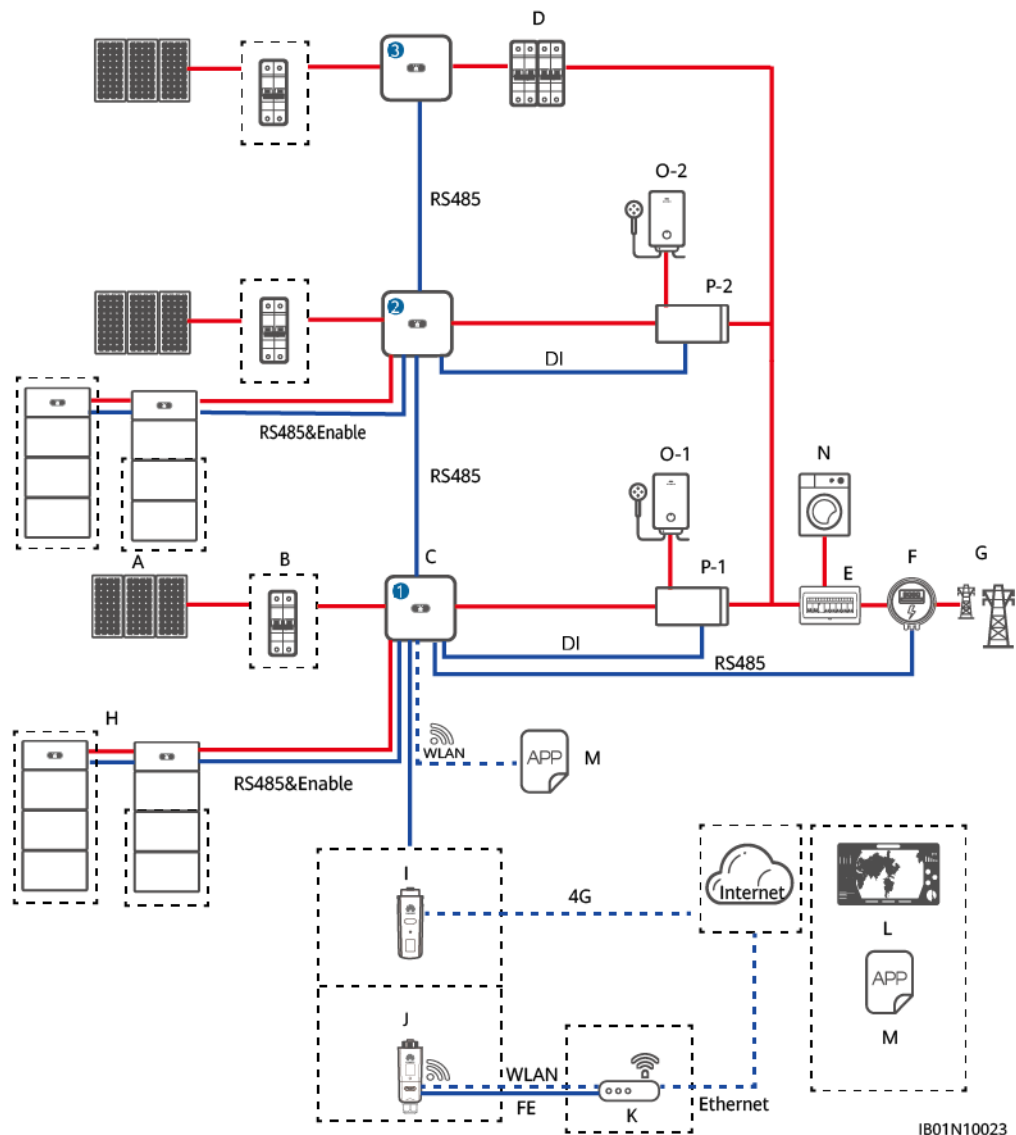 D
3
O-2
RS485
P-2
2
DI
RS485&Enable
O-1
N
RS485
A
B
C
P-1
E
F
G
1
DI
RS485
H
WLAN
APP
M
RS485&Enable
I
4G
Internet
L
APP
M
J
WLAN
FE
K
Ethernet
IB01N10023